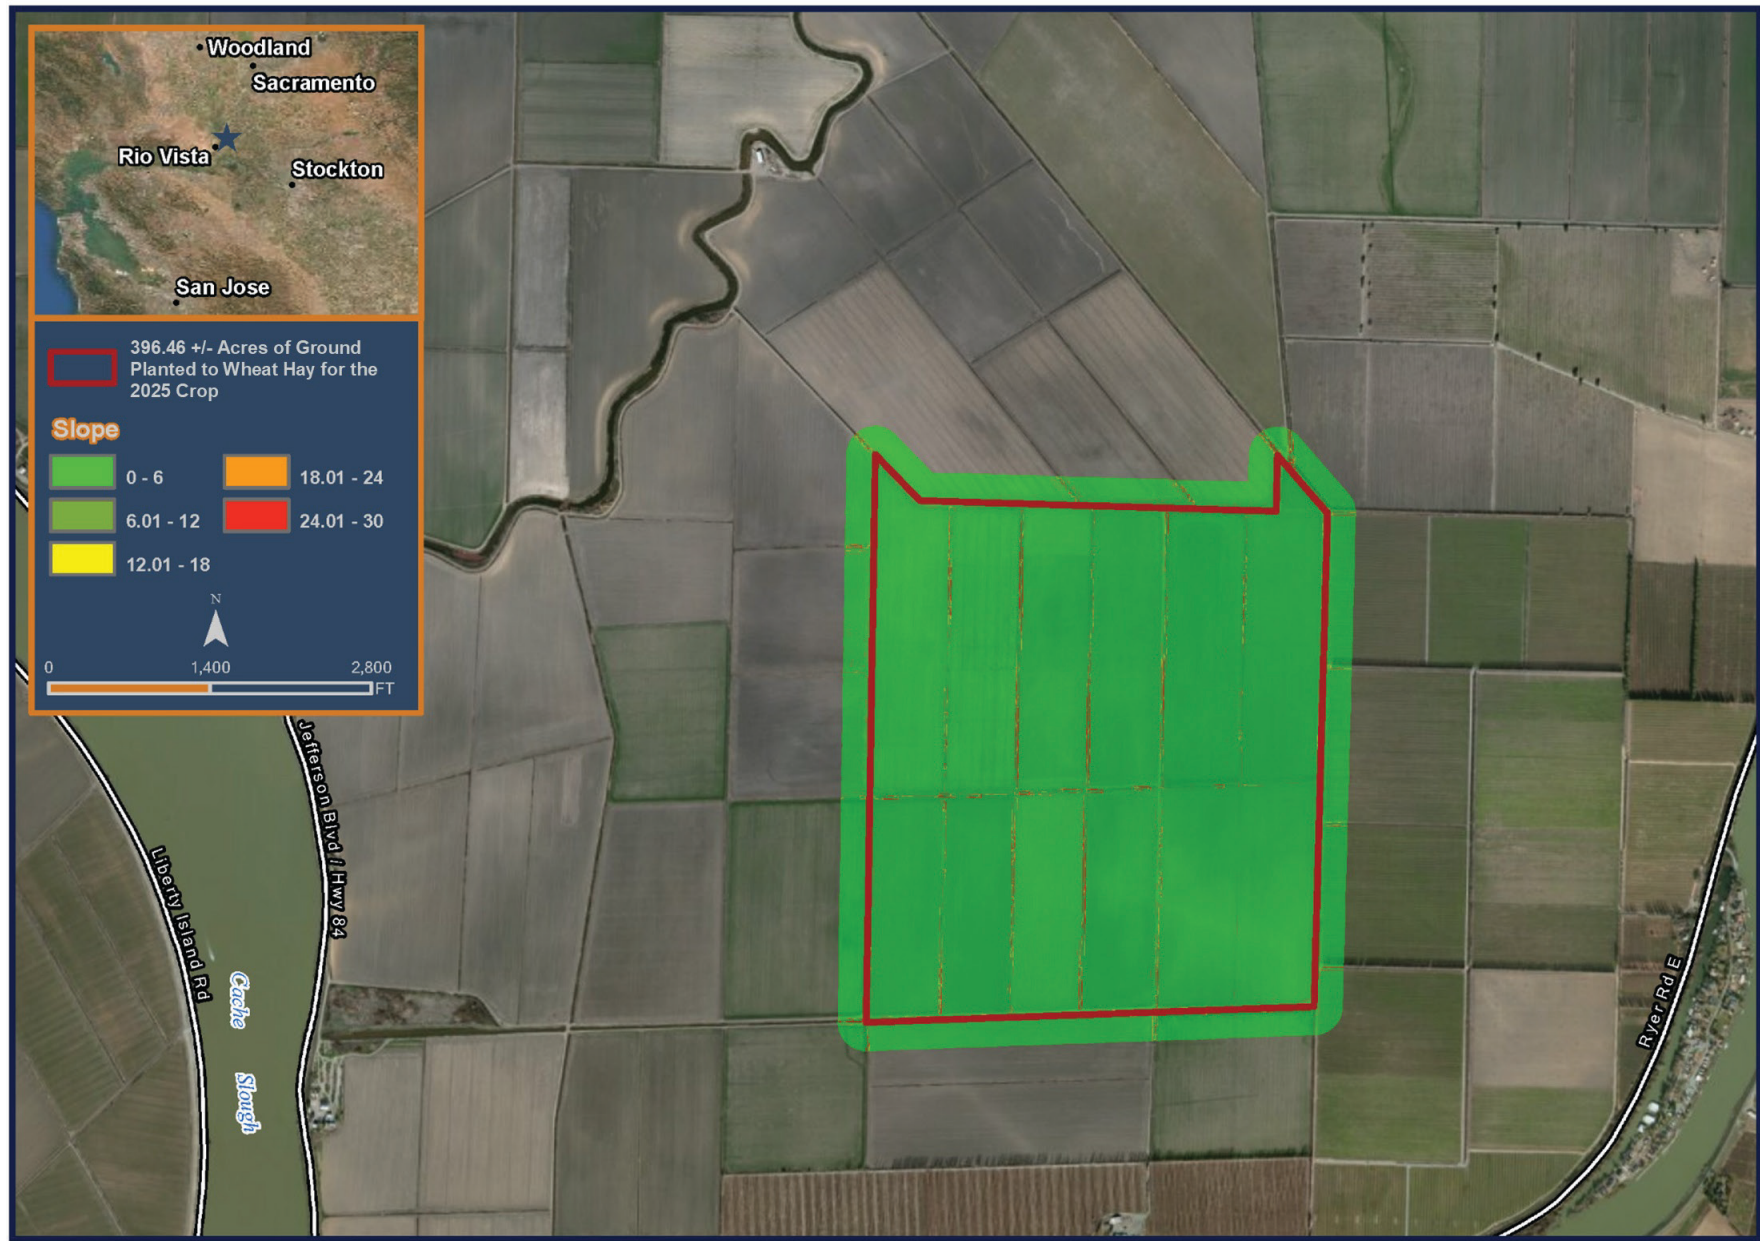 Woodland
Sacramento
Rio Vista
Stockton
San Jose
396.46 +/- Acres of Ground
Planted to Wheat Hay for the
2025 Crop
Slope
0 - 6
18.01 - 24
6.01 - 12
24.01 - 30
12.01 - 18
N
0
1,400
2,800
FT
Jefferson Blvd / Hwy 84
Liberty Island Rd
Cache
Slough
Ryer Rd E